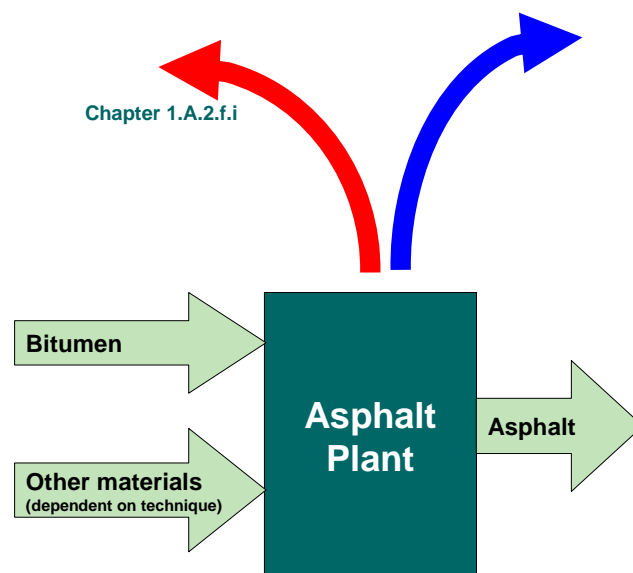 Chapter 1.A.2.f.i
Bitumen
Asphalt
Plant
Asphalt
Other materials
(dependent on technique)